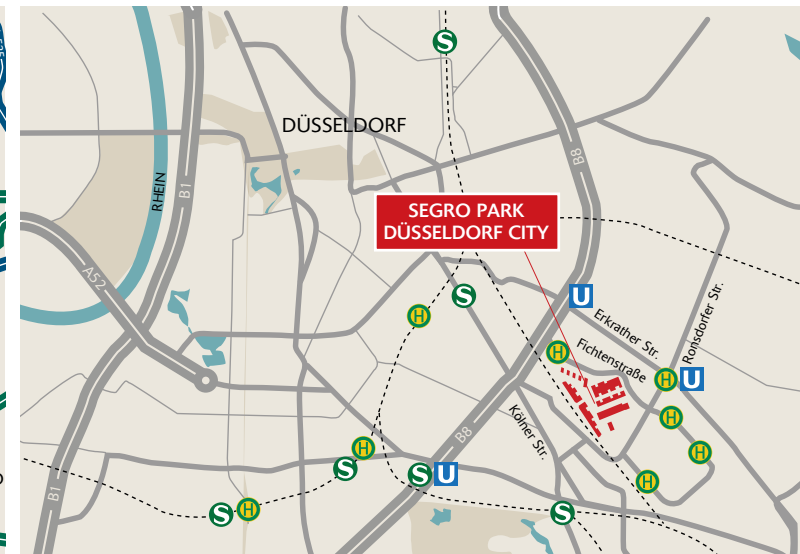 S
B8
DÜSSELDORF
B1
RHEIN
SEGRO PARK
DÜSSELDORF CITY
A52
S
U
H
Erkrather Str.
Ronsdorfer Str.
H
Fichtenstraße
H
U
Kölner Str.
H
B8
H
H
S
S
U
H
B1
S
H
S